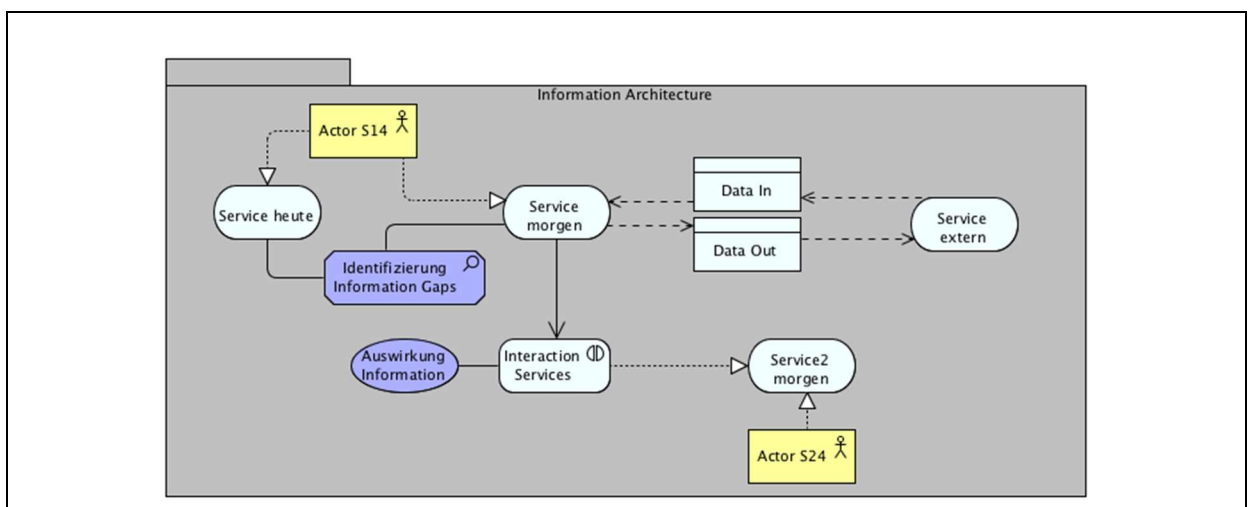 Information Architecture
Actor S14
Service heute
Service
morgen
Data In
Data Out
Service
extern
Identifizierung
Information Gaps
Auswirkung
Information
Interaction
Services
Service2
morgen
Actor S24